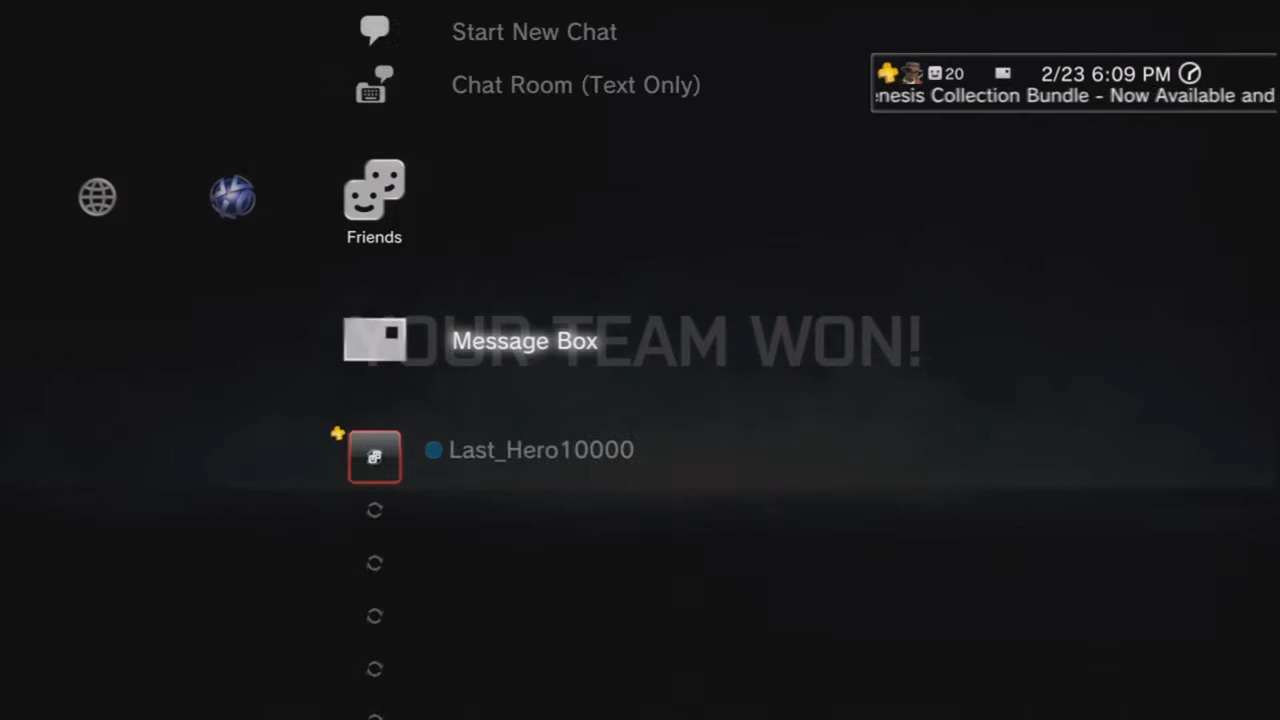 Start New Chat
Chat Room (Text Only)
20 2/23 6:09 PM
nesis Collection Bundle - Now Available and
Friends
YOUR TEAM WON!
Message Box
Last_Hero10000